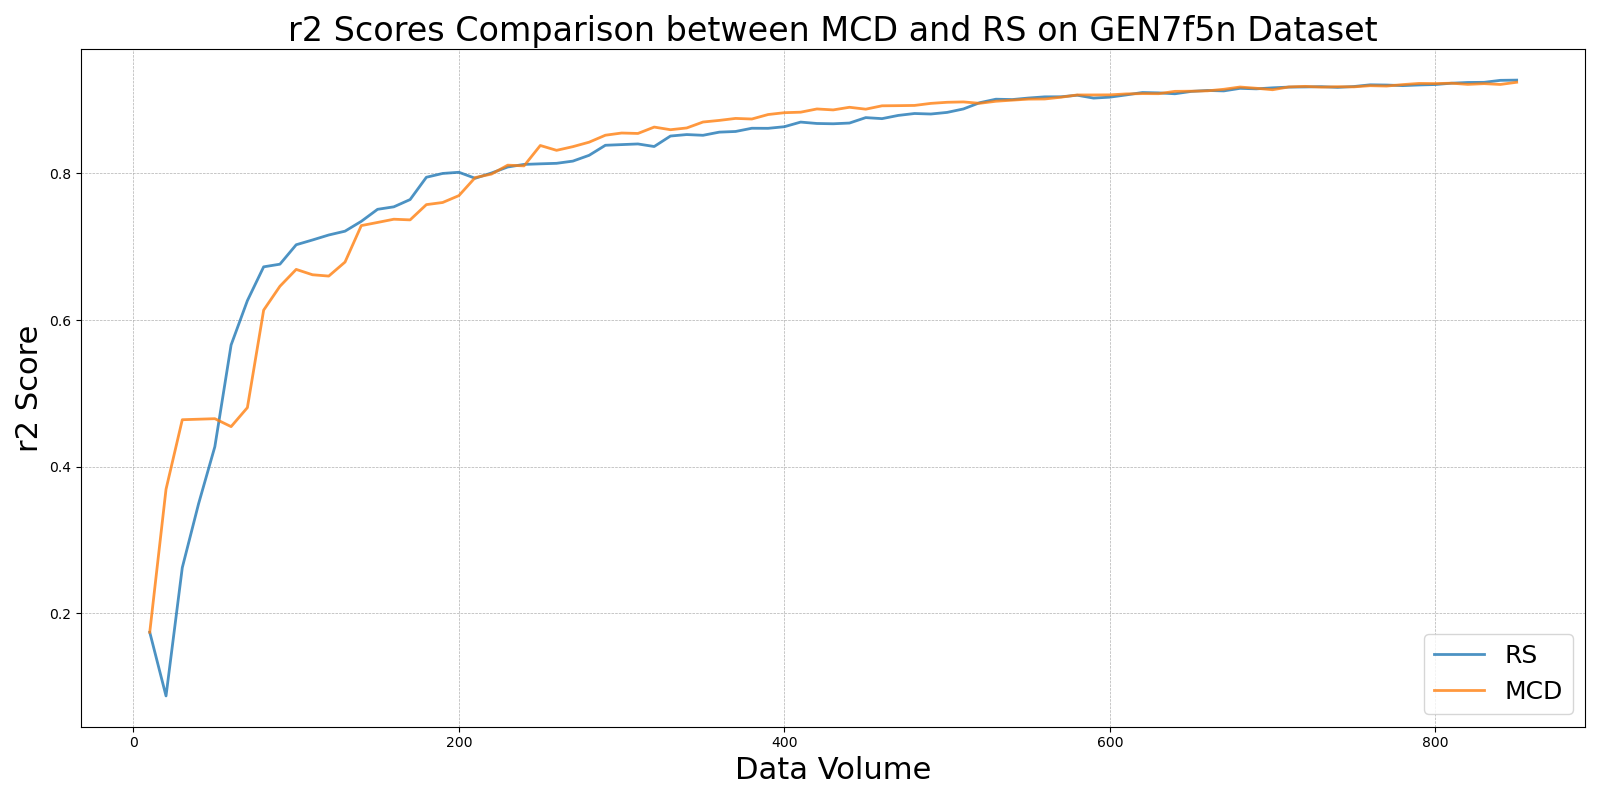 r2 Scores Comparison between MCD and RS on GEN7f5n Dataset
r2 Score
0.8
0.6
0.4
0.2
0 200 400 600 800
Data Volume
RS
MCD